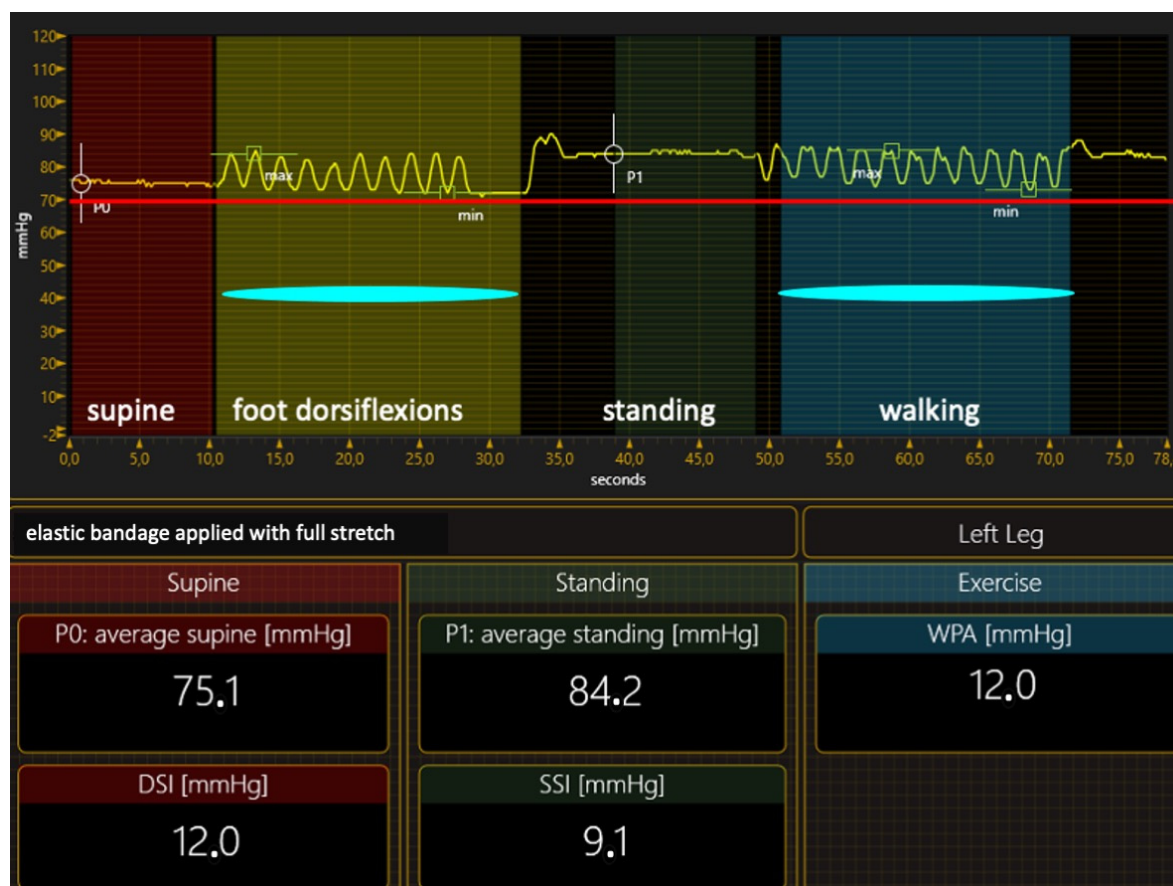 120
110
100
90
80
70
60
50
40
30
20
10
-2
mmHg
P0
max
min
P1
max
min
supine
foot dorsiflexions
standing
walking
0,0
5,0
10,0
15,0
20,0
25,0
30,0
35,0
40,0
45,0
50,0
55,0
60,0
65,0
70,0
75,0
78,
seconds
elastic bandage applied with full stretch
Left Leg
Supine
Standing
Exercise
P0: average supine [mmHg]
P1: average standing [mmHg]
WPA [mmHg]
75.1
84.2
12.0
DSI [mmHg]
SSI [mmHg]
12.0
9.1